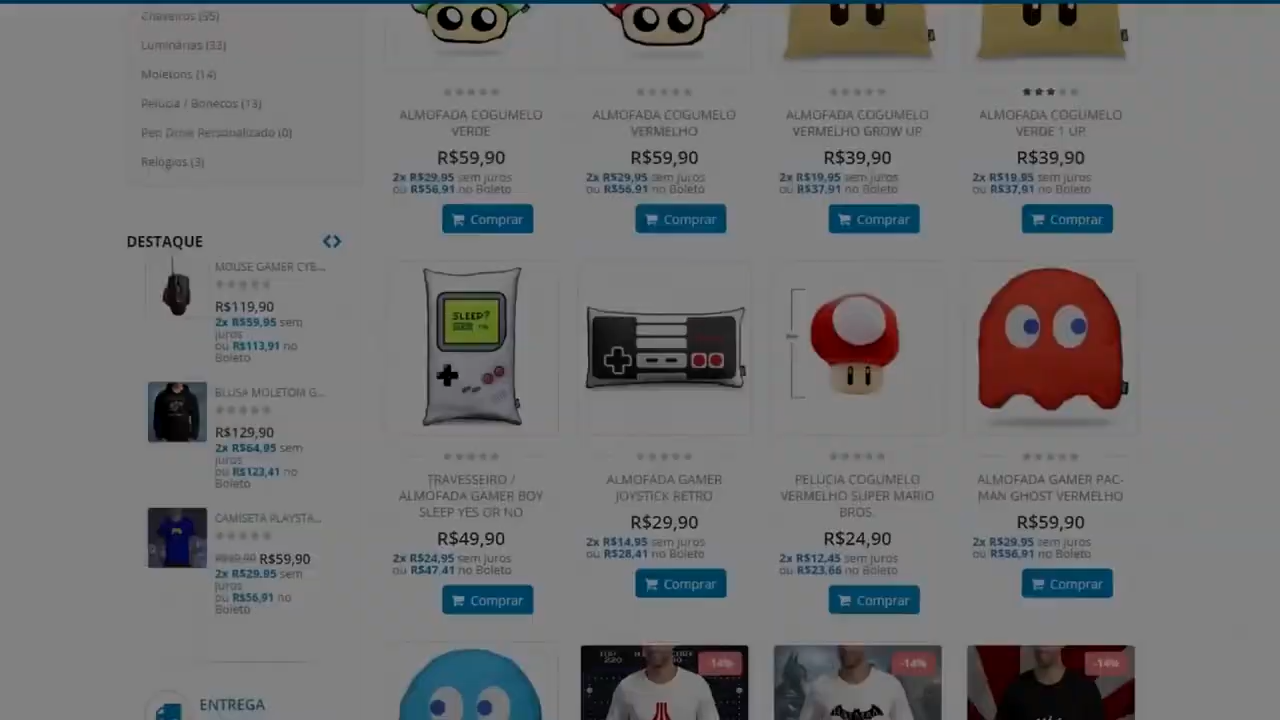 Chaveiros (95)
Luminárias (33)
Moletons (14)
Pelúcia / Bonecos (13)
Pen Drive Personalizado (0)
Relógios (3)
DESTAQUE
MOUSE GAMER CYB...
R$119,90
2x R$59,95 sem
juros
ou R$113,91 no
Boleto
BLUSA MOLETOM G...
R$129,90
2x R$64,95 sem
juros
ou R$123,41 no
Boleto
CAMISETA PLAYSTA...
R$59,90
2x R$29,95 sem
juros
ou R$56,91 no
Boleto
ENTREGA
ALMOFADA COGUMELO
VERDE
R$59,90
2x R$29,95 sem juros
ou R$56,91 no Boleto
Comprar
ALMOFADA COGUMELO
VERMELHO
R$59,90
2x R$29,95 sem juros
ou R$56,91 no Boleto
Comprar
ALMOFADA COGUMELO
VERMELHO GROW UP
R$39,90
2x R$19,95 sem juros
ou R$37,91 no Boleto
Comprar
ALMOFADA COGUMELO
VERDE 1 UP
R$39,90
2x R$19,95 sem juros
ou R$37,91 no Boleto
Comprar
SLEEP?
TRAVESSEIRO /
ALMOFADA GAMER BOY
SLEEP YES OR NO
R$49,90
2x R$24,95 sem juros
ou R$47,41 no Boleto
Comprar
ALMOFADA GAMER
JOYSTICK RETRO
R$29,90
2x R$14,95 sem juros
ou R$28,41 no Boleto
Comprar
PELÚCIA COGUMELO
VERMELHO SUPER MARIO
BROS.
R$24,90
2x R$12,45 sem juros
ou R$23,66 no Boleto
Comprar
ALMOFADA GAMER PAC-
MAN GHOST VERMELHO
R$59,90
2x R$29,95 sem juros
ou R$56,91 no Boleto
Comprar
-14%
-14%
-14%